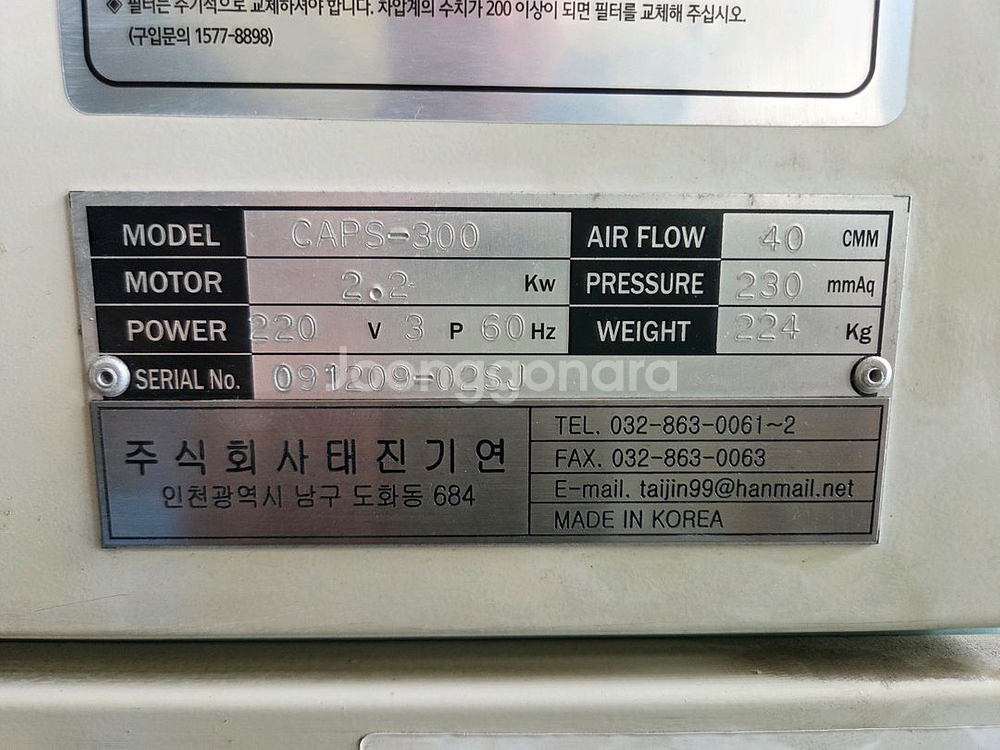 ◈ 필터는 주기적으로 교체하셔야 합니다. 차압계의 수치가 200 이상이 되면 필터를 교체해 주십시오.
(구입문의 1577-8898)
MODEL CAPS-300 AIR FLOW 40 CMM
MOTOR 2.2 Kw PRESSURE 230 mmAq
POWER 220 V 3 P 60 Hz WEIGHT 224 Kg
SERIAL No. 091209-02SJ
Joonggonara
주식회사태진기연
인천광역시 남구 도화동 684
TEL. 032-863-0061~2
FAX. 032-863-0063
E-mail. taijin99@hanmail.net
MADE IN KOREA